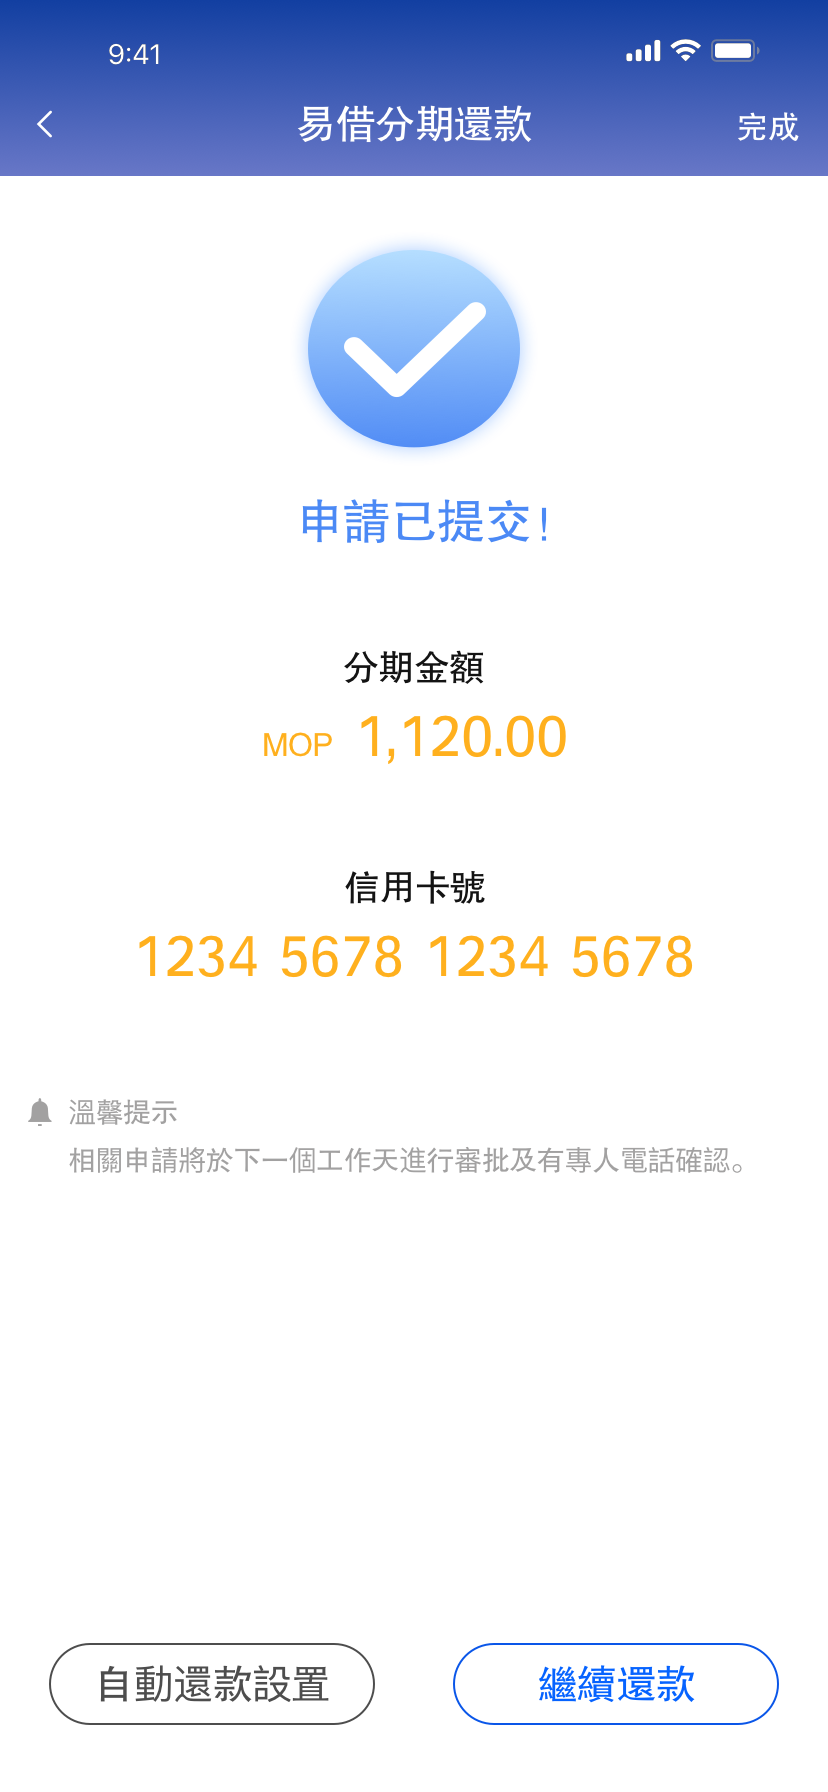 9:41
易借分期還款
完成
申請已提交!
分期金額
MOP 1,120.00
信用卡號
1234 5678 1234 5678
溫馨提示
相關申請將於下一個工作天進行審批及有專人電話確認。
自動還款設置
繼續還款